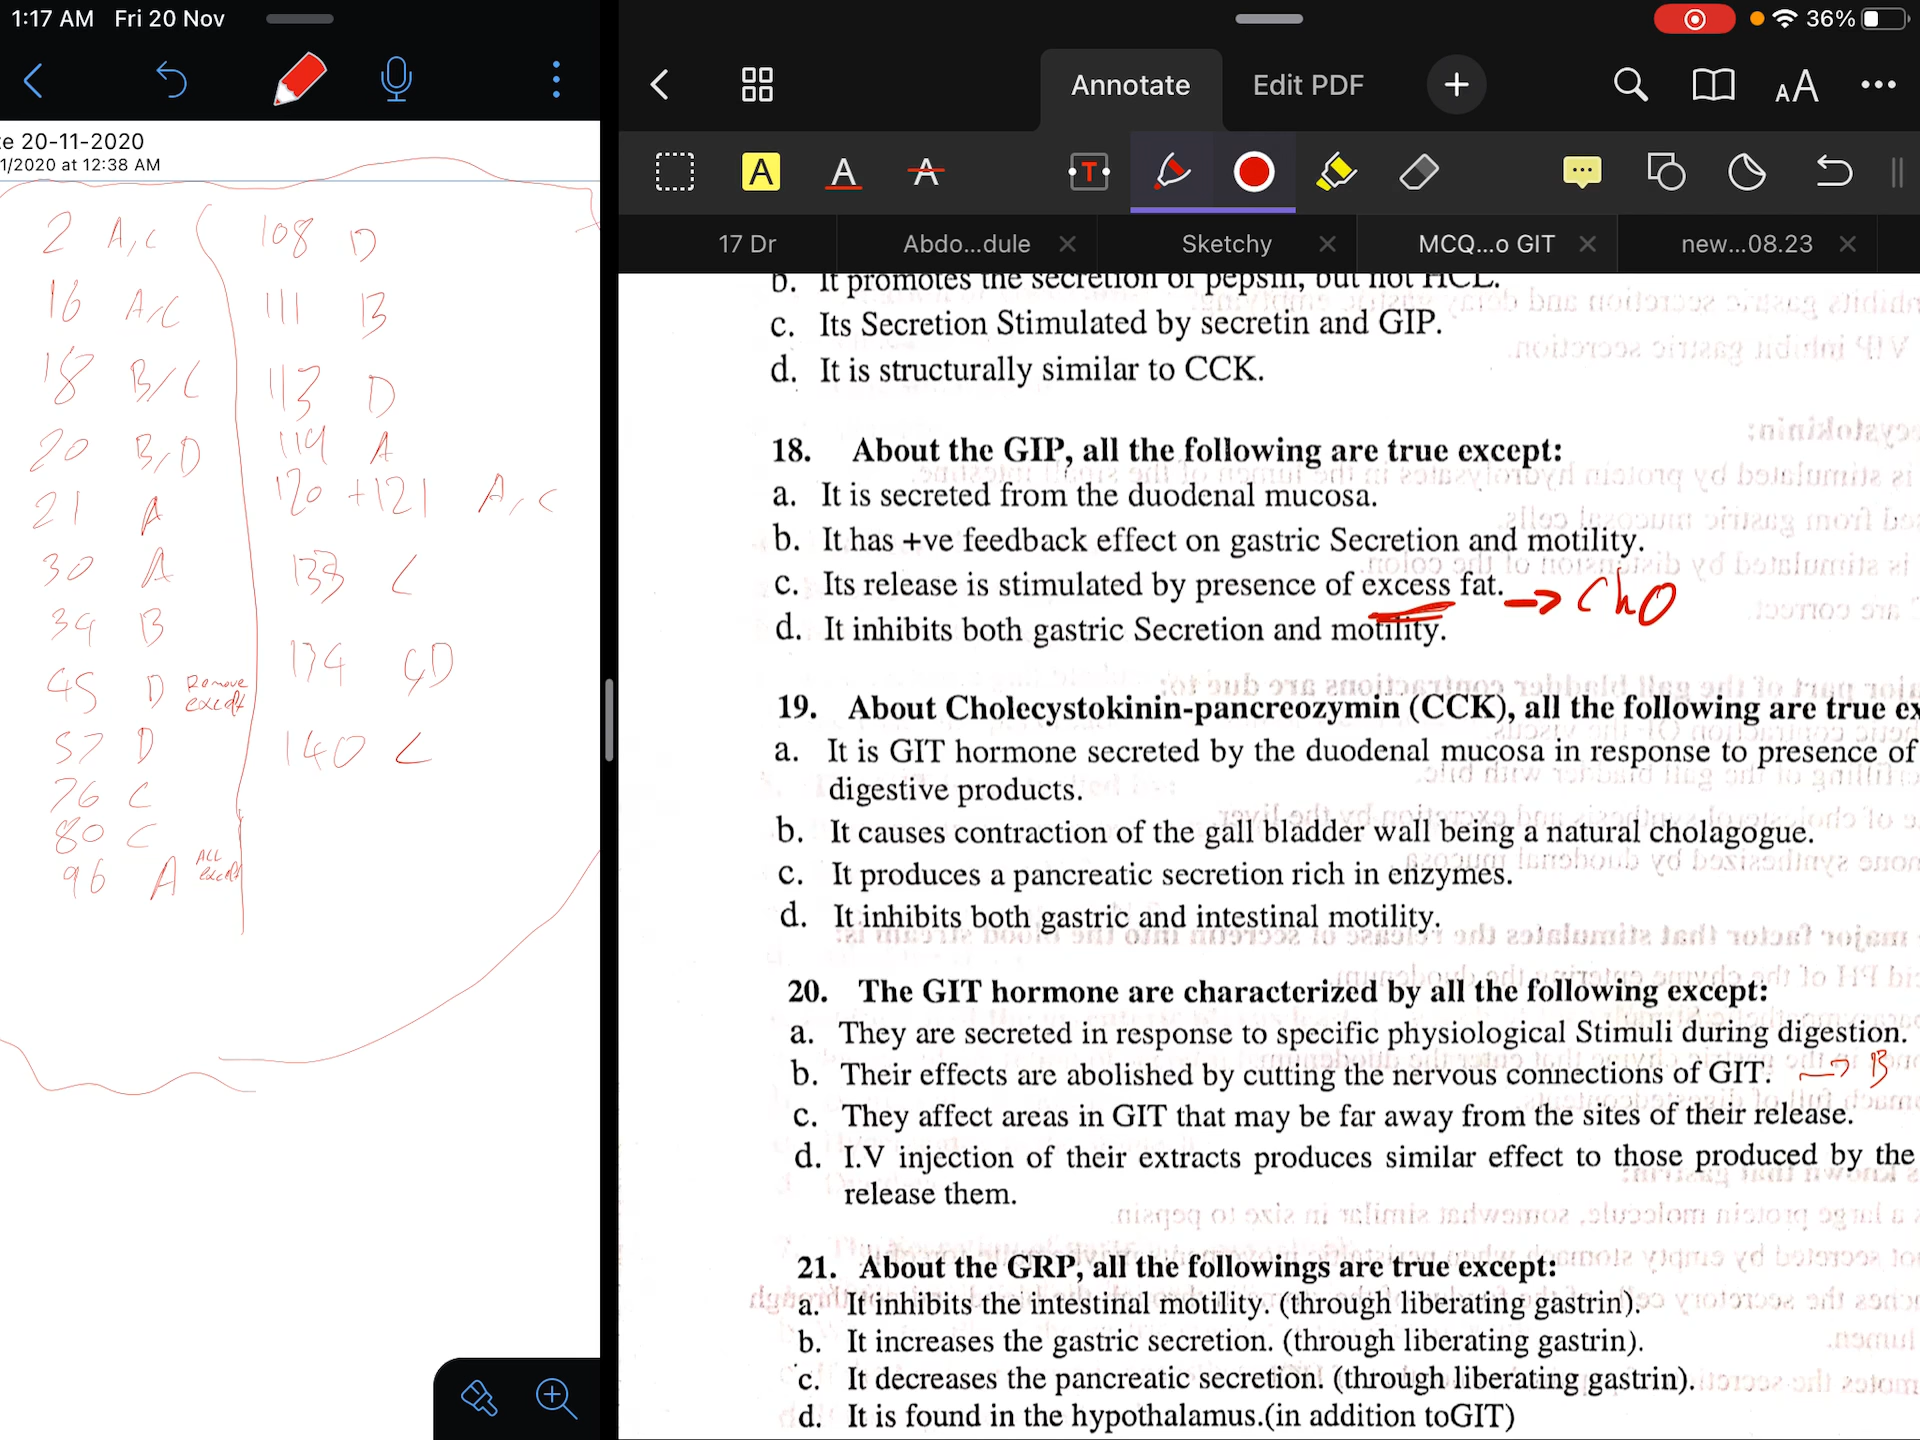 1:17 AM Fri 20 Nov
36%
Annotate
Edit PDF
AA
A
A
A
T
17 Dr
Abdo...dule
Sketchy
MCQ...o GIT
new...08.23
e 20-11-2020
1/2020 at 12:38 AM
2 A,C
16 A/C
18 B/C
20 B,D
21 A
30 A
39 B
45 D Remove except
57 D
76 C
80 C
96 A ALL except
108 D
111 B
113 D
119 A
120 +121 A,C
133 C
134 C,D
140 C
b. It promotes the secretion of pepsin, but not HCL.
c. Its Secretion Stimulated by secretin and GIP.
d. It is structurally similar to CCK.
18. About the GIP, all the following are true except:
a. It is secreted from the duodenal mucosa.
b. It has +ve feedback effect on gastric Secretion and motility.
c. Its release is stimulated by presence of excess fat. → ChO
d. It inhibits both gastric Secretion and motility.
19. About Cholecystokinin-pancreozymin (CCK), all the following are true ex
a. It is GIT hormone secreted by the duodenal mucosa in response to presence of
digestive products.
b. It causes contraction of the gall bladder wall being a natural cholagogue.
c. It produces a pancreatic secretion rich in enzymes.
d. It inhibits both gastric and intestinal motility.
20. The GIT hormone are characterized by all the following except:
a. They are secreted in response to specific physiological Stimuli during digestion.
b. Their effects are abolished by cutting the nervous connections of GIT. → B
c. They affect areas in GIT that may be far away from the sites of their release.
d. I.V injection of their extracts produces similar effect to those produced by the
release them.
21. About the GRP, all the followings are true except:
a. It inhibits the intestinal motility. (through liberating gastrin).
b. It increases the gastric secretion. (through liberating gastrin).
c. It decreases the pancreatic secretion. (through liberating gastrin).
d. It is found in the hypothalamus.(in addition toGIT)